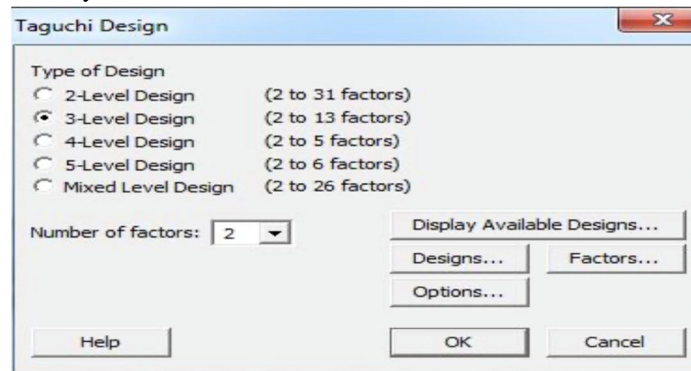 Taguchi Design
Type of Design
2-Level Design (2 to 31 factors)
3-Level Design (2 to 13 factors)
4-Level Design (2 to 5 factors)
5-Level Design (2 to 6 factors)
Mixed Level Design (2 to 26 factors)
Number of factors: 2
Display Available Designs...
Designs... Factors...
Options...
Help OK Cancel